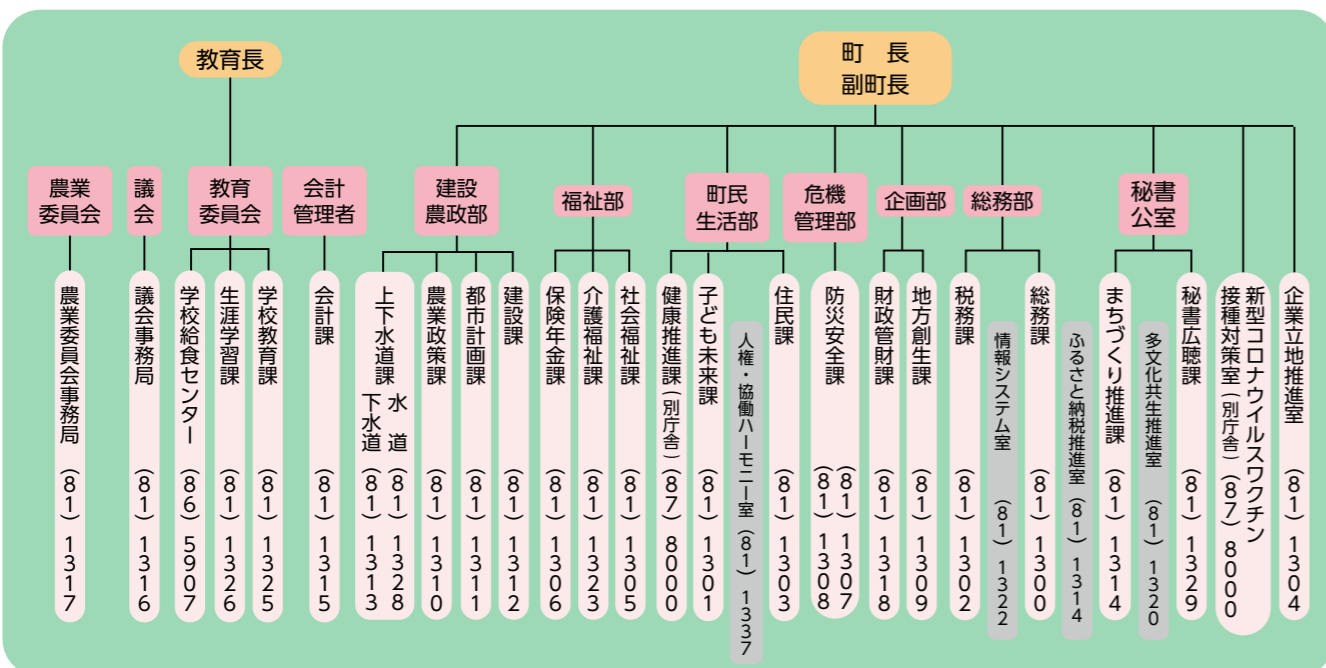 教育長
町　長
副町長
農業
委員会
議会
教育
委員会
会計
管理者
建設
農政部
福祉部
町民
生活部
危機
管理部
企画部
総務部
秘書
公室
農業委員会事務局 (81) 1317
議会事務局 (81) 1316
学校給食センター (86) 5907
生涯学習課 (81) 1326
学校教育課 (81) 1325
会計課 (81) 1315
上下水道課
水　道 (81) 1328
下水道 (81) 1313
農業政策課 (81) 1310
都市計画課 (81) 1311
建設課 (81) 1312
保険年金課 (81) 1306
介護福祉課 (81) 1323
社会福祉課 (81) 1305
健康推進課（別庁舎）(87) 8000
子ども未来課 (81) 1301
人権・協働ハーモニー室 (81) 1337
住民課 (81) 1303
防災安全課 (81) 1307
(81) 1308
財政管財課 (81) 1318
地方創生課 (81) 1309
税務課 (81) 1302
情報システム室 (81) 1322
総務課 (81) 1300
ふるさと納税推進室 (81) 1314
まちづくり推進課 (81) 1314
多文化共生推進室 (81) 1320
秘書広聴課 (81) 1329
新型コロナウイルスワクチン
接種対策室（別庁舎）(87) 8000
企業立地推進室 (81) 1304